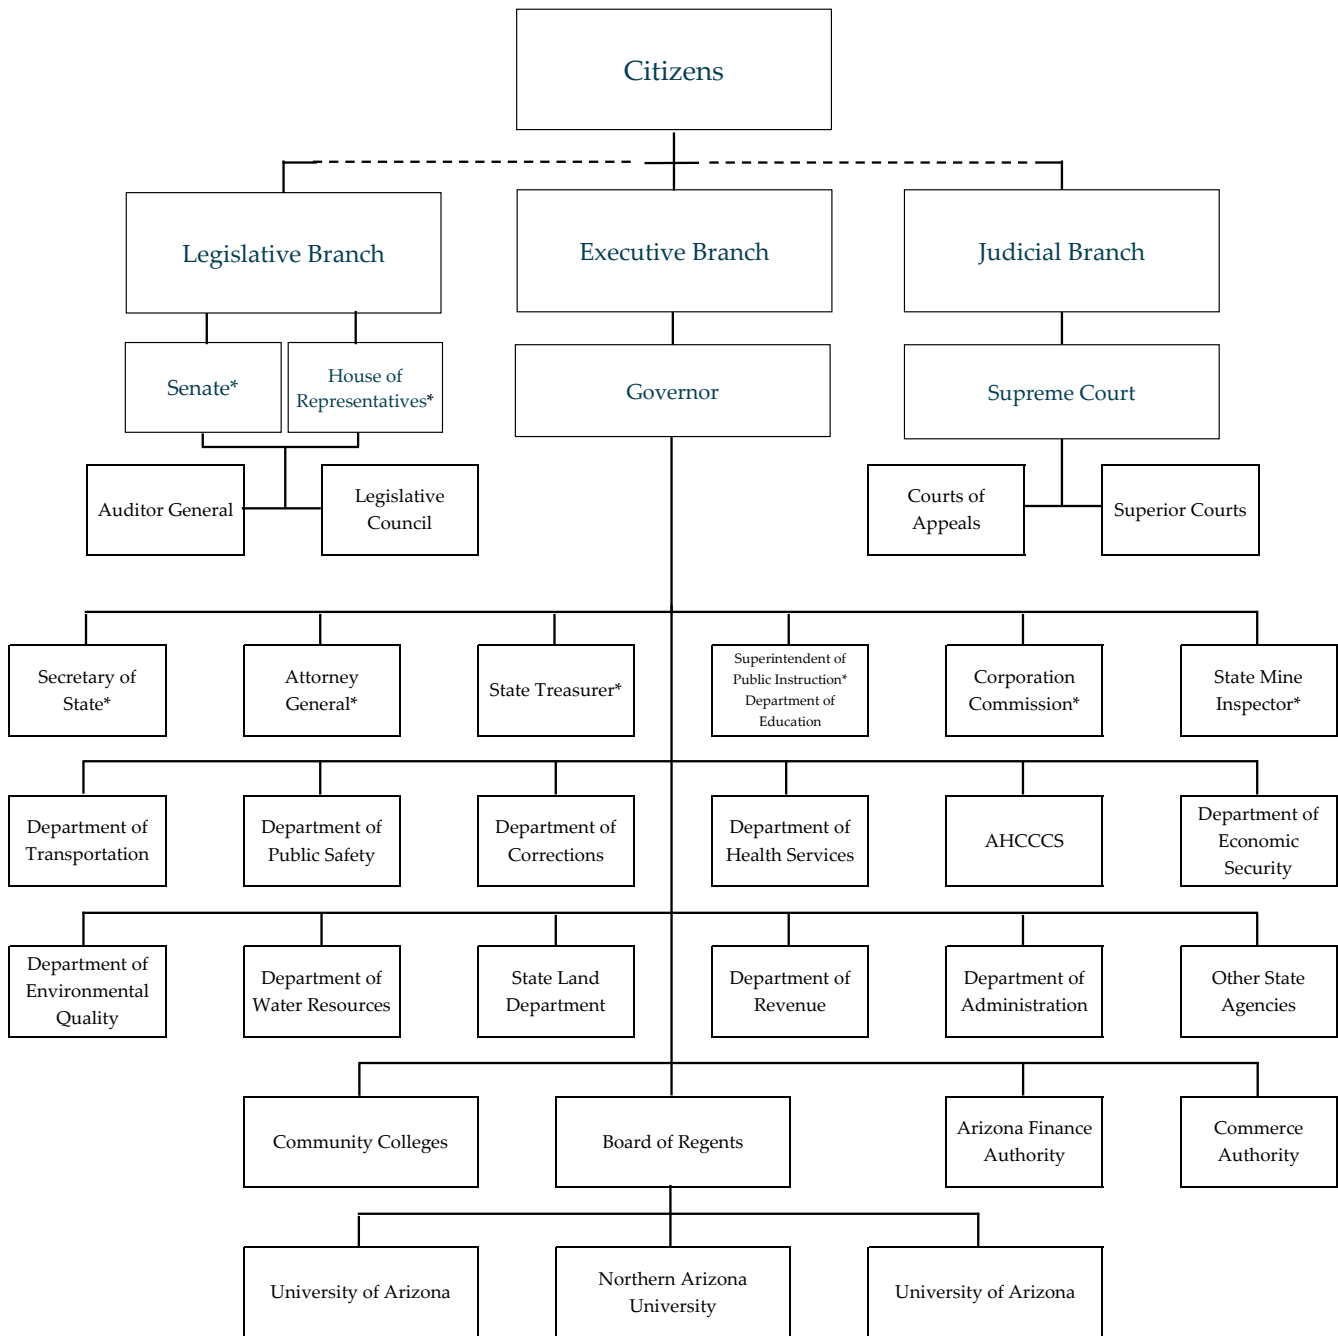 Citizens
Legislative Branch
Executive Branch
Judicial Branch
Senate*
House of
Representatives*
Governor
Supreme Court
Auditor General
Legislative
Council
Courts of
Appeals
Superior Courts
Secretary of
State*
Attorney
General*
State Treasurer*
Superintendent of
Public Instruction*
Department of
Education
Corporation
Commission*
State Mine
Inspector*
Department of
Transportation
Department of
Public Safety
Department of
Corrections
Department of
Health Services
AHCCCS
Department of
Economic
Security
Department of
Environmental
Quality
Department of
Water Resources
State Land
Department
Department of
Revenue
Department of
Administration
Other State
Agencies
Community Colleges
Board of Regents
Arizona Finance
Authority
Commerce
Authority
University of Arizona
Northern Arizona
University
University of Arizona